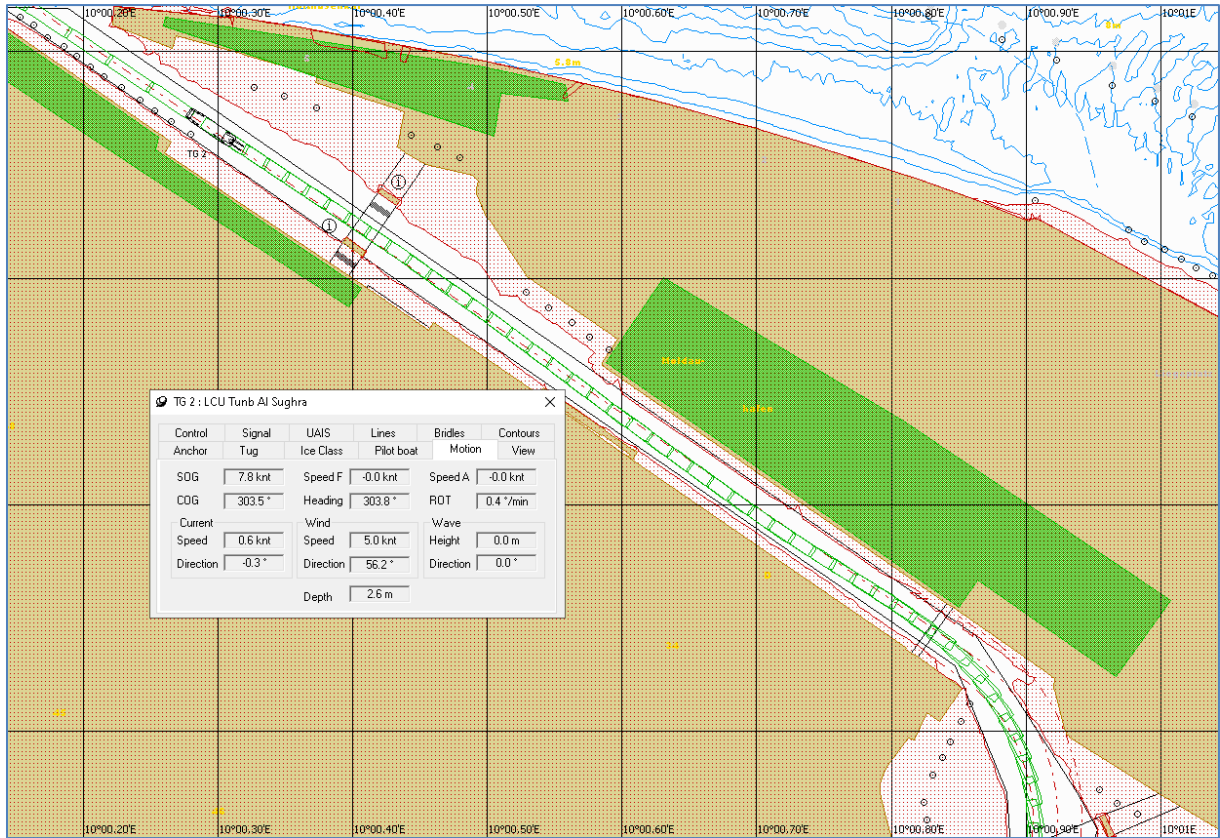 10°00.20'E 10°00.30'E 10°00.40'E 10°00.50'E 10°00.60'E 10°00.70'E 10°00.80'E 10°00.90'E 10°01'E
6.8m
TG 2
1
1
Moldau-
hafen
TG 2 : LCU Tunb Al Sughra
Control Signal UAIS Lines Bridles Contours
Anchor Tug Ice Class Pilot boat Motion View
SOG 7.8 knt Speed F -0.0 knt Speed A -0.0 knt
COG 303.5 ° Heading 303.8 ° ROT 0.4 °/min
Current Wind Wave
Speed 0.6 knt Speed 5.0 knt Height 0.0 m
Direction -0.3 ° Direction 56.2 ° Direction 0.0 °
Depth 2.6 m
10°00.20'E 10°00.30'E 10°00.40'E 10°00.50'E 10°00.60'E 10°00.70'E 10°00.80'E 10°00.90'E 10°01'E